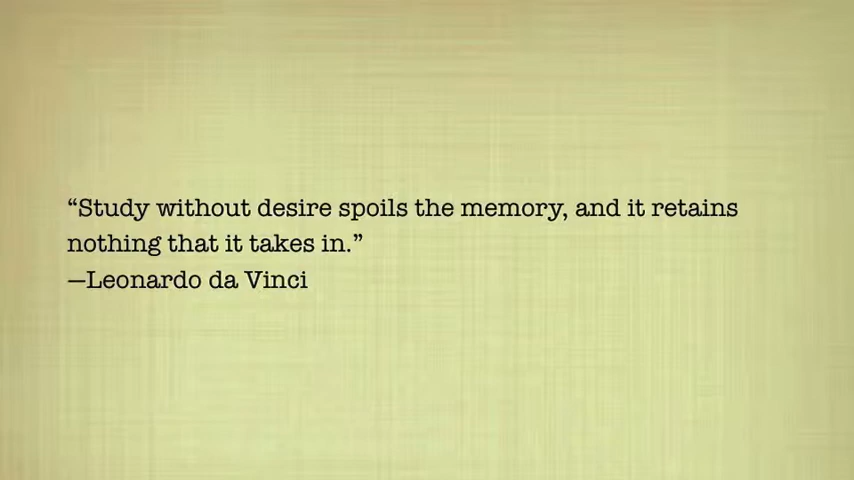 “Study without desire spoils the memory, and it retains
nothing that it takes in.”
—Leonardo da Vinci